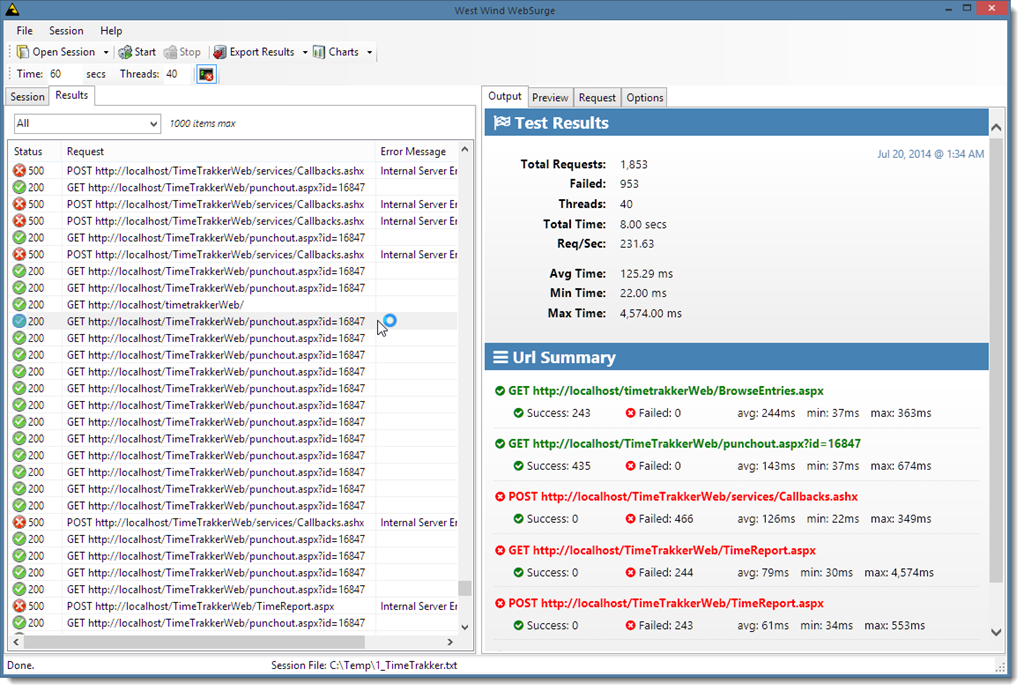 West Wind WebSurge
File Session Help
Open Session Start Stop Export Results Charts
Time: 60 secs Threads: 40
Session Results
All 1000 items max
Status Request Error Message
500 POST http://localhost/TimeTrakkerWeb/services/Callbacks.ashx Internal Server Er
200 GET http://localhost/TimeTrakkerWeb/punchout.aspx?id=16847
500 POST http://localhost/TimeTrakkerWeb/services/Callbacks.ashx Internal Server Er
500 POST http://localhost/TimeTrakkerWeb/services/Callbacks.ashx Internal Server Er
200 GET http://localhost/TimeTrakkerWeb/punchout.aspx?id=16847
500 POST http://localhost/TimeTrakkerWeb/services/Callbacks.ashx Internal Server Er
200 GET http://localhost/TimeTrakkerWeb/punchout.aspx?id=16847
200 GET http://localhost/TimeTrakkerWeb/punchout.aspx?id=16847
200 GET http://localhost/timetrakkerWeb/
200 GET http://localhost/TimeTrakkerWeb/punchout.aspx?id=16847
200 GET http://localhost/TimeTrakkerWeb/punchout.aspx?id=16847
200 GET http://localhost/TimeTrakkerWeb/punchout.aspx?id=16847
200 GET http://localhost/TimeTrakkerWeb/punchout.aspx?id=16847
200 GET http://localhost/TimeTrakkerWeb/punchout.aspx?id=16847
200 GET http://localhost/TimeTrakkerWeb/punchout.aspx?id=16847
200 GET http://localhost/TimeTrakkerWeb/punchout.aspx?id=16847
200 GET http://localhost/TimeTrakkerWeb/punchout.aspx?id=16847
200 GET http://localhost/TimeTrakkerWeb/punchout.aspx?id=16847
200 GET http://localhost/TimeTrakkerWeb/punchout.aspx?id=16847
200 GET http://localhost/TimeTrakkerWeb/punchout.aspx?id=16847
200 GET http://localhost/TimeTrakkerWeb/punchout.aspx?id=16847
500 POST http://localhost/TimeTrakkerWeb/services/Callbacks.ashx Internal Server Er
200 GET http://localhost/TimeTrakkerWeb/punchout.aspx?id=16847
200 GET http://localhost/TimeTrakkerWeb/punchout.aspx?id=16847
200 GET http://localhost/TimeTrakkerWeb/punchout.aspx?id=16847
200 GET http://localhost/TimeTrakkerWeb/punchout.aspx?id=16847
500 POST http://localhost/TimeTrakkerWeb/TimeReport.aspx Internal Server Er
200 GET http://localhost/TimeTrakkerWeb/punchout.aspx?id=16847
Output Preview Request Options
Test Results
Jul 20, 2014 @ 1:34 AM
Total Requests: 1,853
Failed: 953
Threads: 40
Total Time: 8.00 secs
Req/Sec: 231.63
Avg Time: 125.29 ms
Min Time: 22.00 ms
Max Time: 4,574.00 ms
Url Summary
GET http://localhost/timetrakkerWeb/BrowseEntries.aspx
Success: 243 Failed: 0 avg: 244ms min: 37ms max: 363ms
GET http://localhost/TimeTrakkerWeb/punchout.aspx?id=16847
Success: 435 Failed: 0 avg: 143ms min: 37ms max: 674ms
POST http://localhost/TimeTrakkerWeb/services/Callbacks.ashx
Success: 0 Failed: 466 avg: 126ms min: 22ms max: 349ms
GET http://localhost/TimeTrakkerWeb/TimeReport.aspx
Success: 0 Failed: 244 avg: 79ms min: 30ms max: 4,574ms
POST http://localhost/TimeTrakkerWeb/TimeReport.aspx
Success: 0 Failed: 243 avg: 61ms min: 34ms max: 553ms
Done. Session File: C:\Temp\1_TimeTrakker.txt